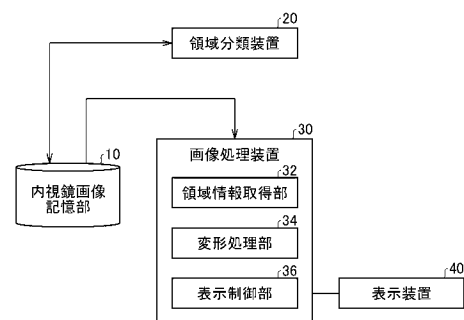 20
領域分類装置
30
画像処理装置
10
内視鏡画像
記憶部
32
領域情報取得部
34
変形処理部
36
表示制御部
40
表示装置